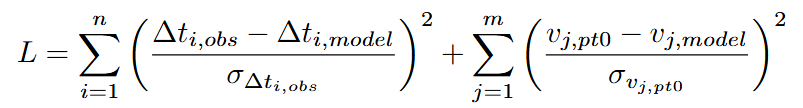 $$L = \sum_{i=1}^{n} \left( \frac{\Delta t_{i,obs} - \Delta t_{i,model}}{\sigma_{\Delta t_{i,obs}}} \right)^2 + \sum_{j=1}^{m} \left( \frac{v_{j,pt0} - v_{j,model}}{\sigma_{v_{j,pt0}}} \right)^2$$